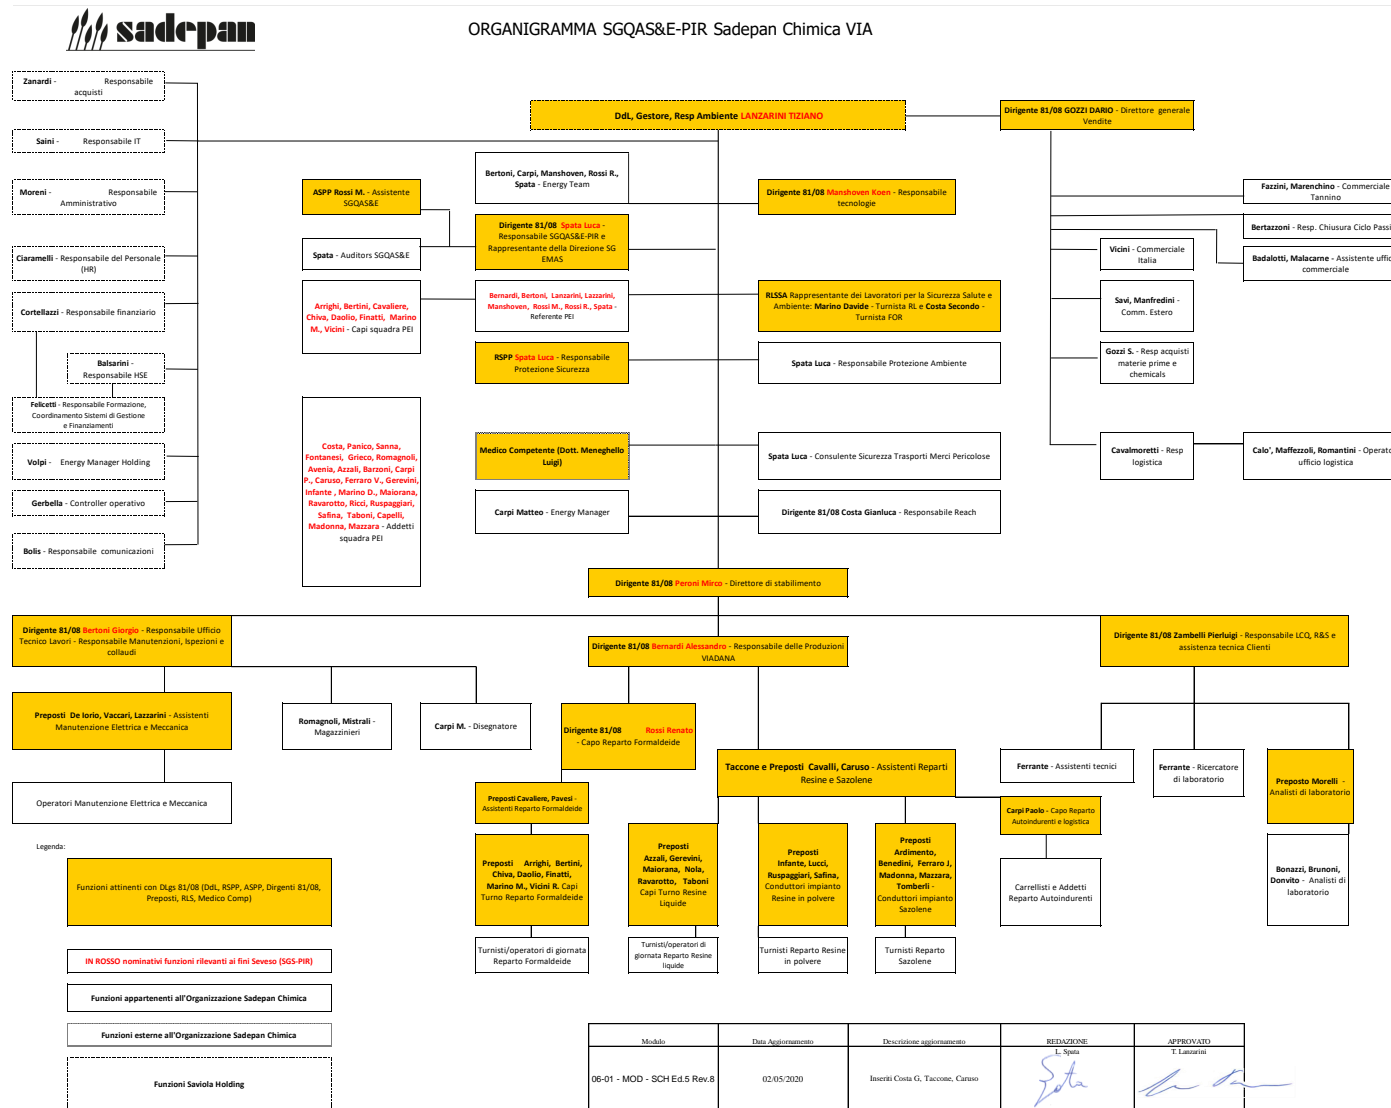 sadepan
ORGANIGRAMMA SGQAS&E-PIR Sadepan Chimica VIA
Zanardi - Responsabile
acquisti
Saini - Responsabile IT
Moreni - Responsabile
Amministrativo
Ciaramelli - Responsabile del Personale
(HR)
Cortellazzi - Responsabile finanziario
Balsarini -
Responsabile HSE
Felicetti - Responsabile Formazione,
Coordinamento Sistemi di Gestione
e Finanziamenti
Volpi - Energy Manager Holding
Gerbella - Controller operativo
Bolis - Responsabile comunicazioni
DdL, Gestore, Resp Ambiente LANZARINI TIZIANO
Dirigente 81/08 GOZZI DARIO - Direttore generale
Vendite
ASPP Rossi M. - Assistente
SGQAS&E
Spata - Auditors SGQAS&E
Arrighi, Bertini, Cavaliere,
Chiva, Daolio, Finatti, Marino
M., Vicini - Capi squadra PEI
Costa, Panico, Sanna,
Fontanesi, Grieco, Romagnoli,
Avenia, Azzali, Barzoni, Carpi
P., Caruso, Ferraro V., Gerevini,
Infante , Marino D., Maiorana,
Ravarotto, Ricci, Ruspaggiari,
Safina, Taboni, Capelli,
Madonna, Mazzara - Addetti
squadra PEI
Bertoni, Carpi, Manshoven, Rossi R.,
Spata - Energy Team
Dirigente 81/08 Spata Luca -
Responsabile SGQAS&E-PIR e
Rappresentante della Direzione SG
EMAS
Bernardi, Bertoni, Lanzarini, Lazzarini,
Manshoven, Rossi M., Rossi R., Spata -
Referente PEI
RSPP Spata Luca - Responsabile
Protezione Sicurezza
Medico Competente (Dott. Meneghello
Luigi)
Carpi Matteo - Energy Manager
Dirigente 81/08 Manshoven Koen - Responsabile
tecnologie
RLSSA Rappresentante dei Lavoratori per la Sicurezza Salute e
Ambiente: Marino Davide - Turnista RL e Costa Secondo -
Turnista FOR
Spata Luca - Responsabile Protezione Ambiente
Spata Luca - Consulente Sicurezza Trasporti Merci Pericolose
Dirigente 81/08 Costa Gianluca - Responsabile Reach
Vicini - Commerciale
Italia
Savi, Manfredini -
Comm. Estero
Gozzi S. - Resp acquisti
materie prime e
chemicals
Cavalmoretti - Resp
logistica
Fazzini, Marenchino - Commerciale
Tannino
Bertazzoni - Resp. Chiusura Ciclo Passi
Badalotti, Malacarne - Assistente uffic
commerciale
Calo', Maffezzoli, Romantini - Operato
ufficio logistica
Dirigente 81/08 Peroni Mirco - Direttore di stabilimento
Dirigente 81/08 Bertoni Giorgio - Responsabile Ufficio
Tecnico Lavori - Responsabile Manutenzioni, Ispezioni e
collaudi
Dirigente 81/08 Bernardi Alessandro - Responsabile delle Produzioni
VIADANA
Dirigente 81/08 Zambelli Pierluigi - Responsabile LCQ, R&S e
assistenza tecnica Clienti
Preposti De Iorio, Vaccari, Lazzarini - Assistenti
Manutenzione Elettrica e Meccanica
Romagnoli, Mistrali -
Magazzinieri
Carpi M. - Disegnatore
Dirigente 81/08 Rossi Renato
- Capo Reparto Formaldeide
Taccone e Preposti Cavalli, Caruso - Assistenti Reparti
Resine e Sazolene
Ferrante - Assistenti tecnici
Ferrante - Ricercatore
di laboratorio
Preposto Morelli -
Analisti di laboratorio
Operatori Manutenzione Elettrica e Meccanica
Preposti Cavaliere, Pavesi -
Assistenti Reparto Formaldeide
Carpi Paolo - Capo Reparto
Autoindurenti e logistica
Preposti Arrighi, Bertini,
Chiva, Daolio, Finatti,
Marino M., Vicini R. Capi
Turno Reparto Formaldeide
Preposti
Azzali, Gerevini,
Maiorana, Nola,
Ravarotto, Taboni
Capi Turno Resine
Liquide
Preposti
Infante, Lucci,
Ruspaggiari, Safina,
Conduttori impianto
Resine in polvere
Preposti
Ardimento,
Benedini, Ferraro J,
Madonna, Mazzara,
Tomberli -
Conduttori impianto
Sazolene
Carrellisti e Addetti
Reparto Autoindurenti
Bonazzi, Brunoni,
Donvito - Analisti di
laboratorio
Turnisti/operatori di giornata
Reparto Formaldeide
Turnisti/operatori di
giornata Reparto Resine
liquide
Turnisti Reparto Resine
in polvere
Turnisti Reparto
Sazolene
Legenda:
Funzioni attinenti con DLgs 81/08 (DdL, RSPP, ASPP, Dirgenti 81/08,
Preposti, RLS, Medico Comp)
IN ROSSO nominativi funzioni rilevanti ai fini Seveso (SGS-PIR)
Funzioni appartenenti all'Organizzazione Sadepan Chimica
Funzioni esterne all'Organizzazione Sadepan Chimica
Funzioni Saviola Holding
Modulo Data Aggiornamento Descrizione aggiornamento REDAZIONE APPROVATO
L. Spata T. Lanzarini
06-01 - MOD - SCH Ed.5 Rev.8 02/05/2020 Inseriti Costa G, Taccone, Caruso